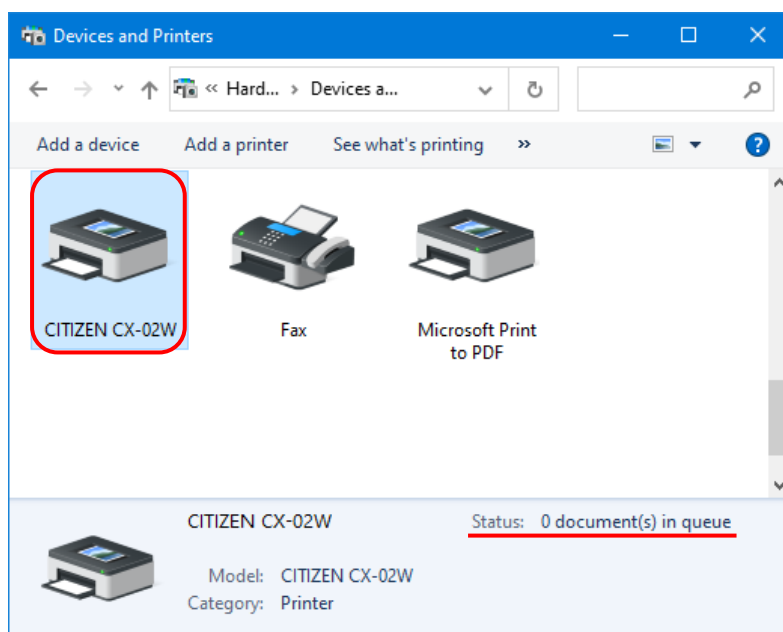 Devices and Printers
« Hard... › Devices a...
Add a device Add a printer See what's printing »
CITIZEN CX-02W Fax Microsoft Print
to PDF
CITIZEN CX-02W Status: 0 document(s) in queue
Model: CITIZEN CX-02W
Category: Printer